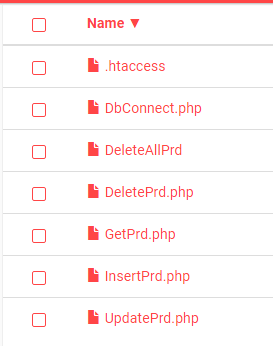 Name ▼
.htaccess
DbConnect.php
DeleteAllPrd
DeletePrd.php
GetPrd.php
InsertPrd.php
UpdatePrd.php